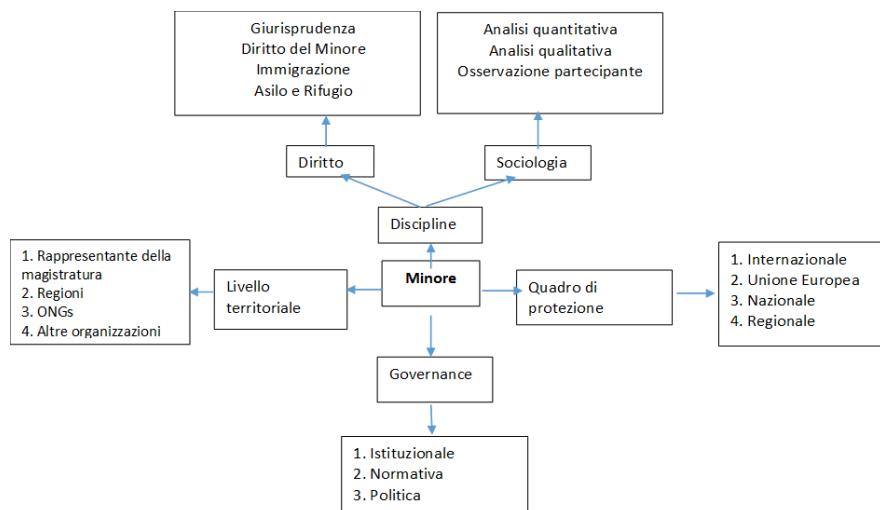 Giurisprudenza
Diritto del Minore
Immigrazione
Asilo e Rifugio
Analisi quantitativa
Analisi qualitativa
Osservazione partecipante
Diritto
Sociologia
Discipline
1. Rappresentante della
magistratura
2. Regioni
3. ONGs
4. Altre organizzazioni
Livello
territoriale
Minore
Quadro di
protezione
1. Internazionale
2. Unione Europea
3. Nazionale
4. Regionale
Governance
1. Istituzionale
2. Normativa
3. Politica